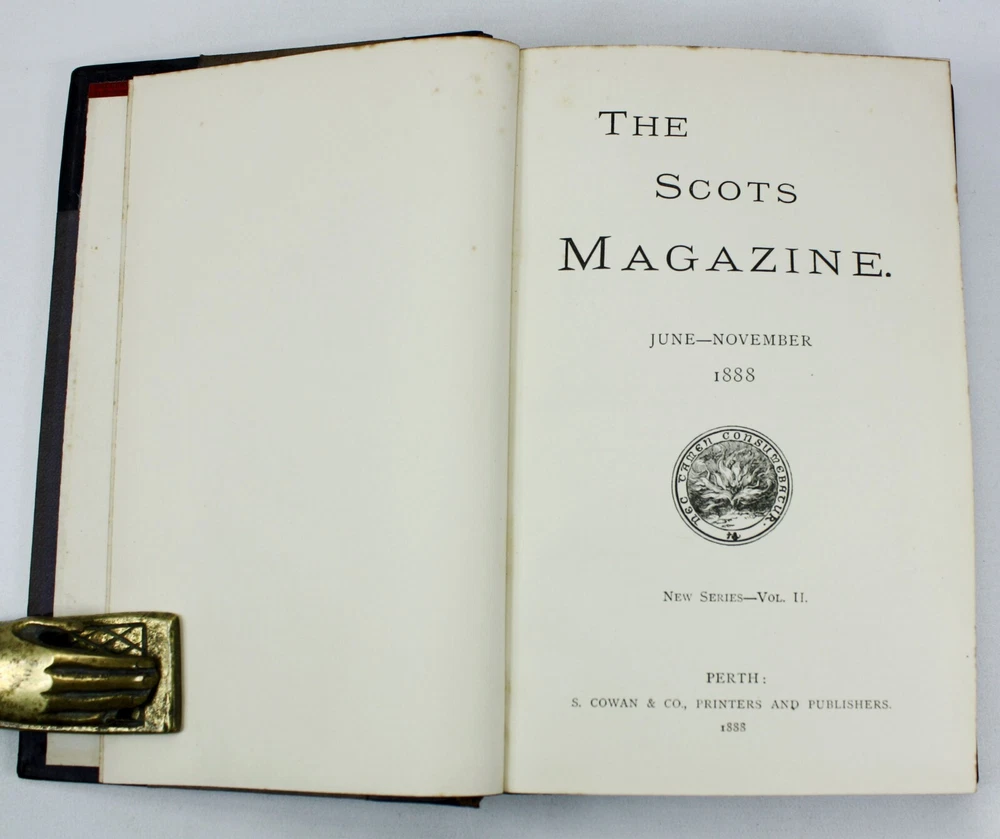 THE
SCOTS
MAGAZINE.
JUNE—NOVEMBER
1888
NEC TAMEN CONSUMEBATUR.
NEW SERIES—VOL. II.
PERTH:
S. COWAN & CO., PRINTERS AND PUBLISHERS.
1888